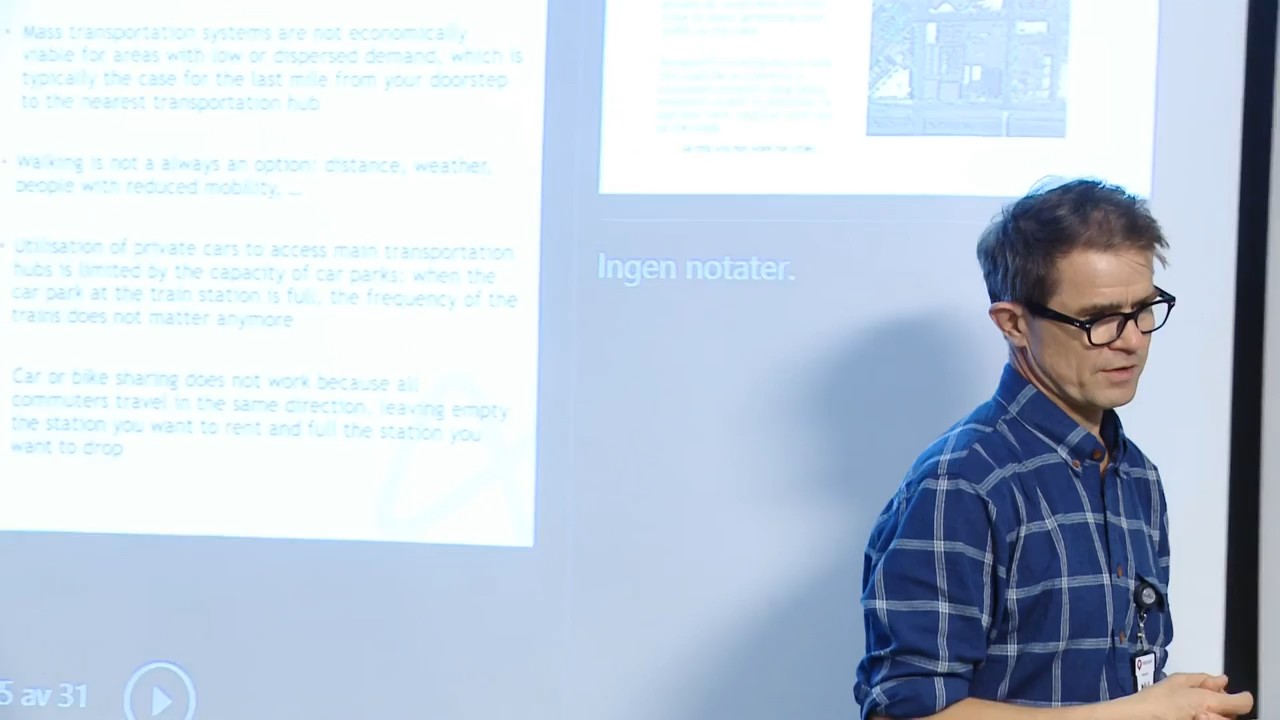 Mass transportation systems are not economically
viable for areas with low or dispersed demand, which is
typically the case for the last mile from your doorstep
to the nearest transportation hub
Walking is not a always an option: distance, weather,
people with reduced mobility, ...
Utilisation of private cars to access main transportation
hubs is limited by the capacity of car parks: when the
car park at the train station is full, the frequency of the
trains does not matter anymore
Car or bike sharing does not work because all
commuters travel in the same direction, leaving empty
the station you want to rent and full the station you
want to drop
Ingen notater.
5 av 31